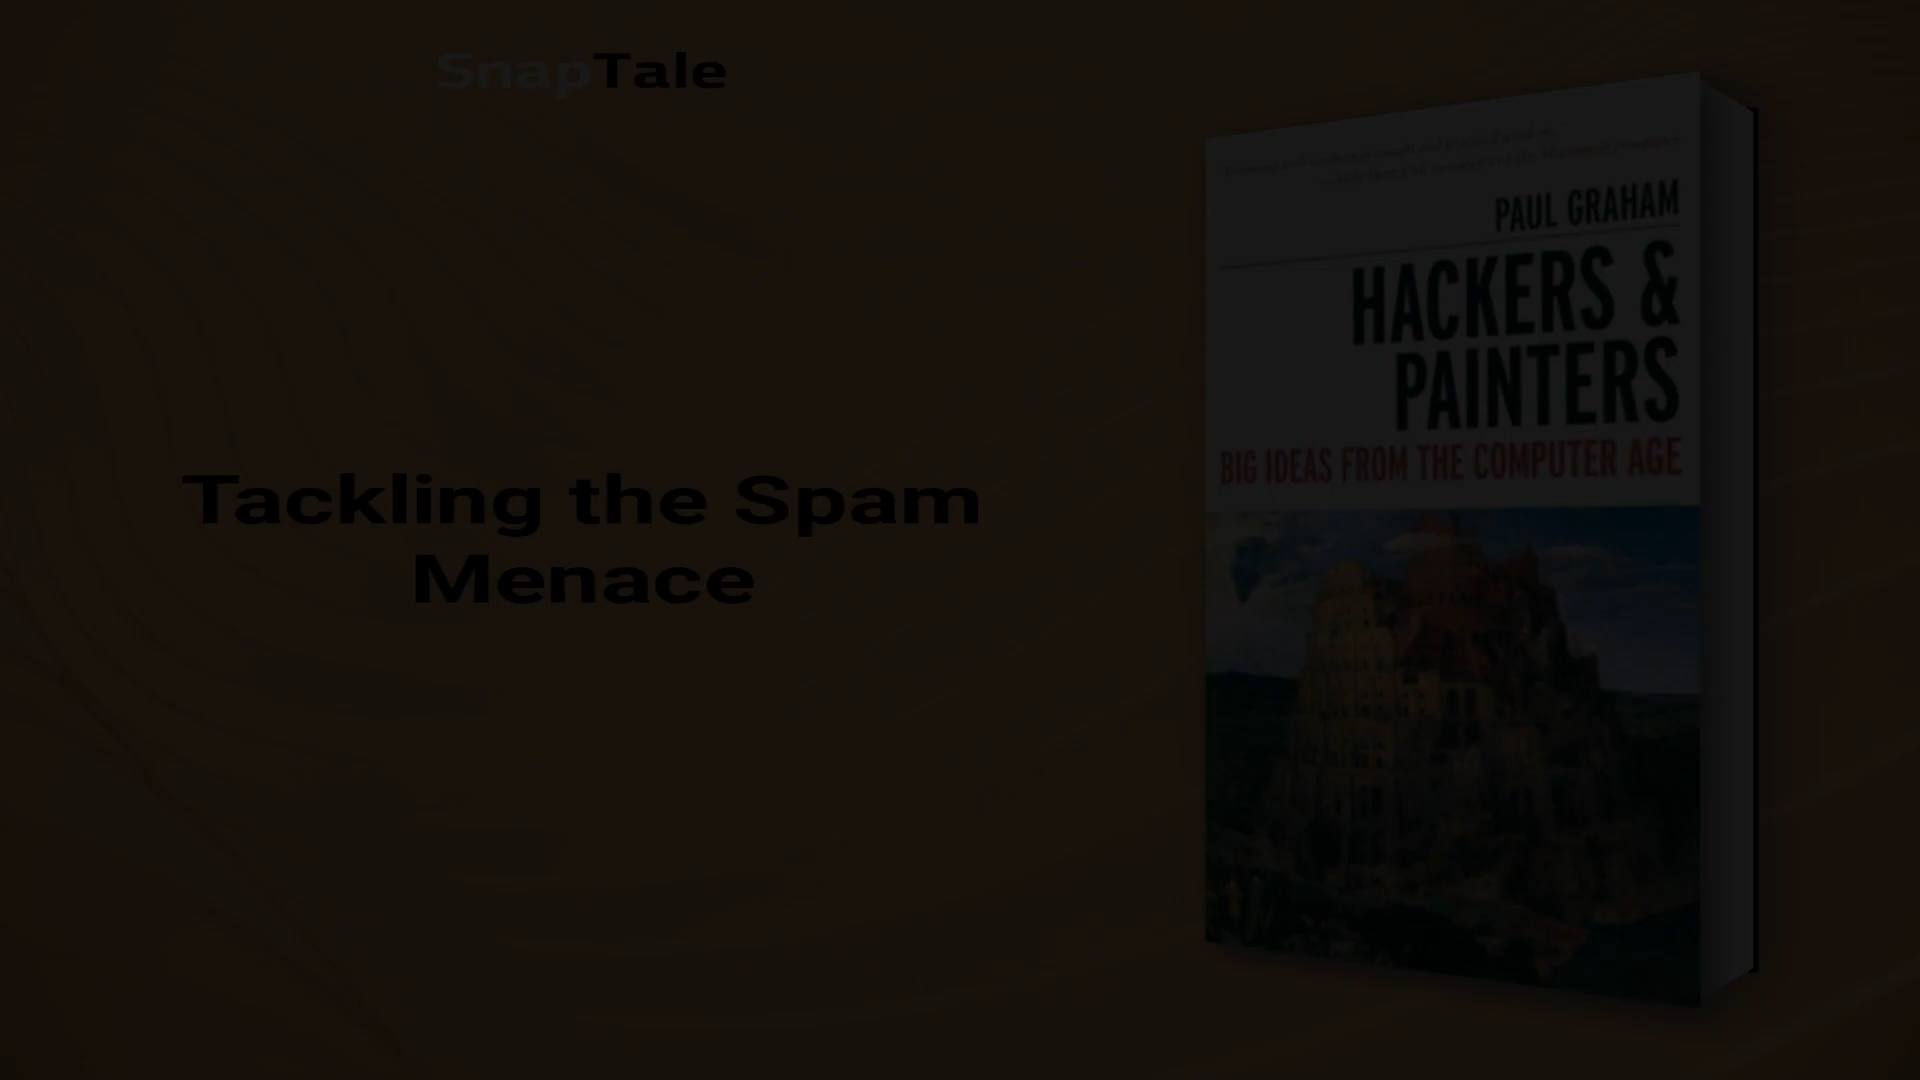 SnapTale
Tackling the Spam
Menace
PAUL GRAHAM
HACKERS &
PAINTERS
BIG IDEAS FROM THE COMPUTER AGE